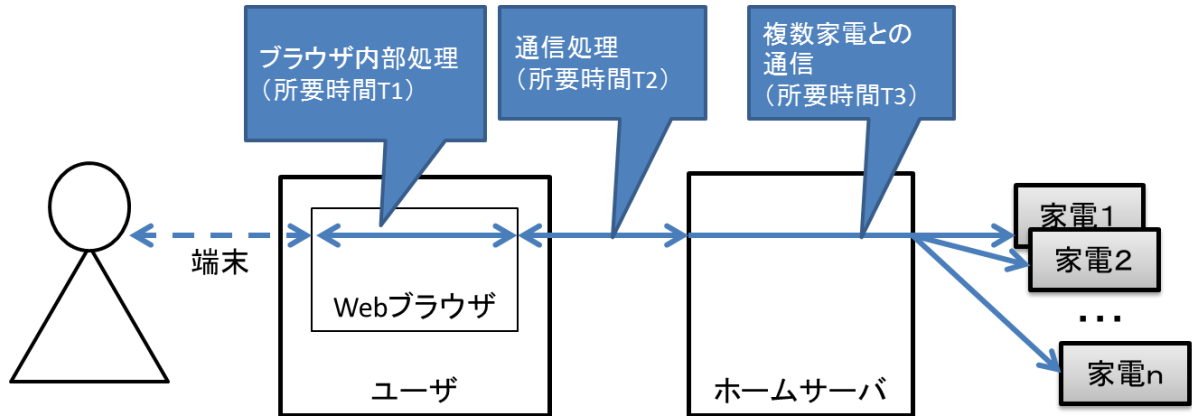 ブラウザ内部処理
（所要時間T1）
通信処理
（所要時間T2）
複数家電との
通信
（所要時間T3）
端末
Webブラウザ
ユーザ
ホームサーバ
家電１
家電２
・・・
家電n